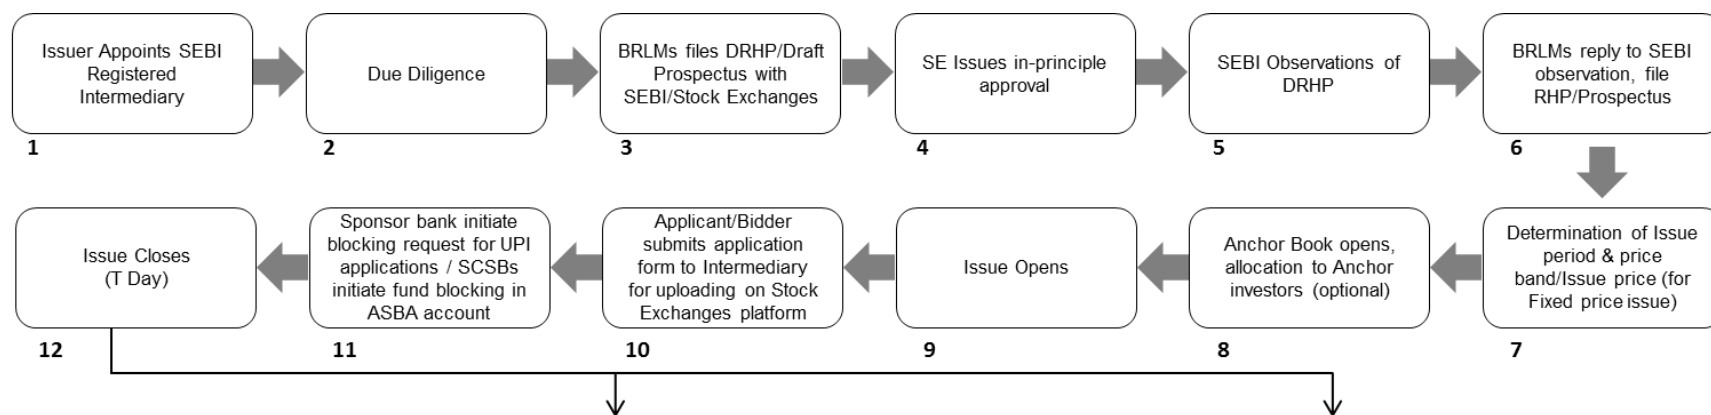 Issuer Appoints SEBI
Registered
Intermediary
1
Due Diligence
2
BRLMs files DRHP/Draft
Prospectus with
SEBI/Stock Exchanges
3
SE Issues in-principle
approval
4
SEBI Observations of
DRHP
5
BRLMs reply to SEBI
observation, file
RHP/Prospectus
6
Determination of Issue
period & price
band/Issue price (for
Fixed price issue)
7
Anchor Book opens,
allocation to Anchor
investors (optional)
8
Issue Opens
9
Applicant/Bidder
submits application
form to Intermediary
for uploading on Stock
Exchanges platform
10
Sponsor bank initiate
blocking request for UPI
applications / SCSBs
initiate fund blocking in
ASBA account
11
Issue Closes
(T Day)
12